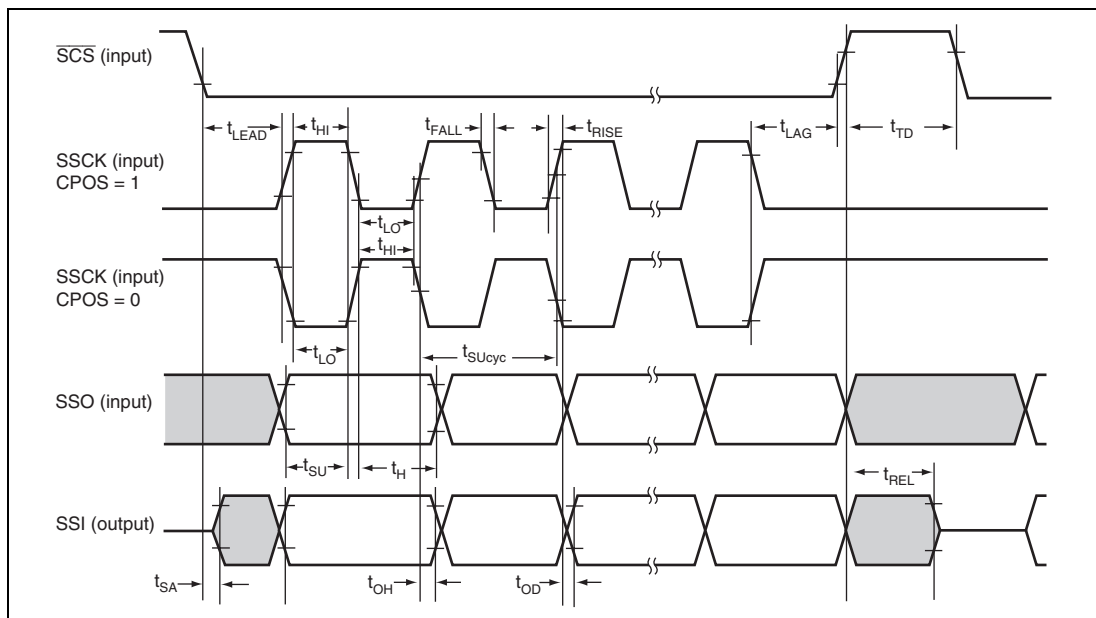 SCS (input)
tLEAD
tHI
tFALL
tRISE
tLAG
tTD
SSCK (input)
CPOS = 1
tLO
tHI
SSCK (input)
CPOS = 0
tLO
tSUcyc
SSO (input)
tSU
tH
tREL
SSI (output)
tSA
tOH
tOD